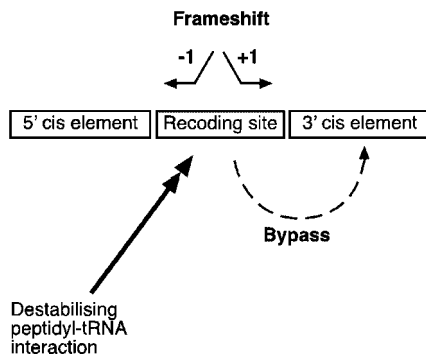 Frameshift
-1 +1
5' cis element Recoding site 3' cis element
Bypass
Destabilising
peptidyl-tRNA
interaction